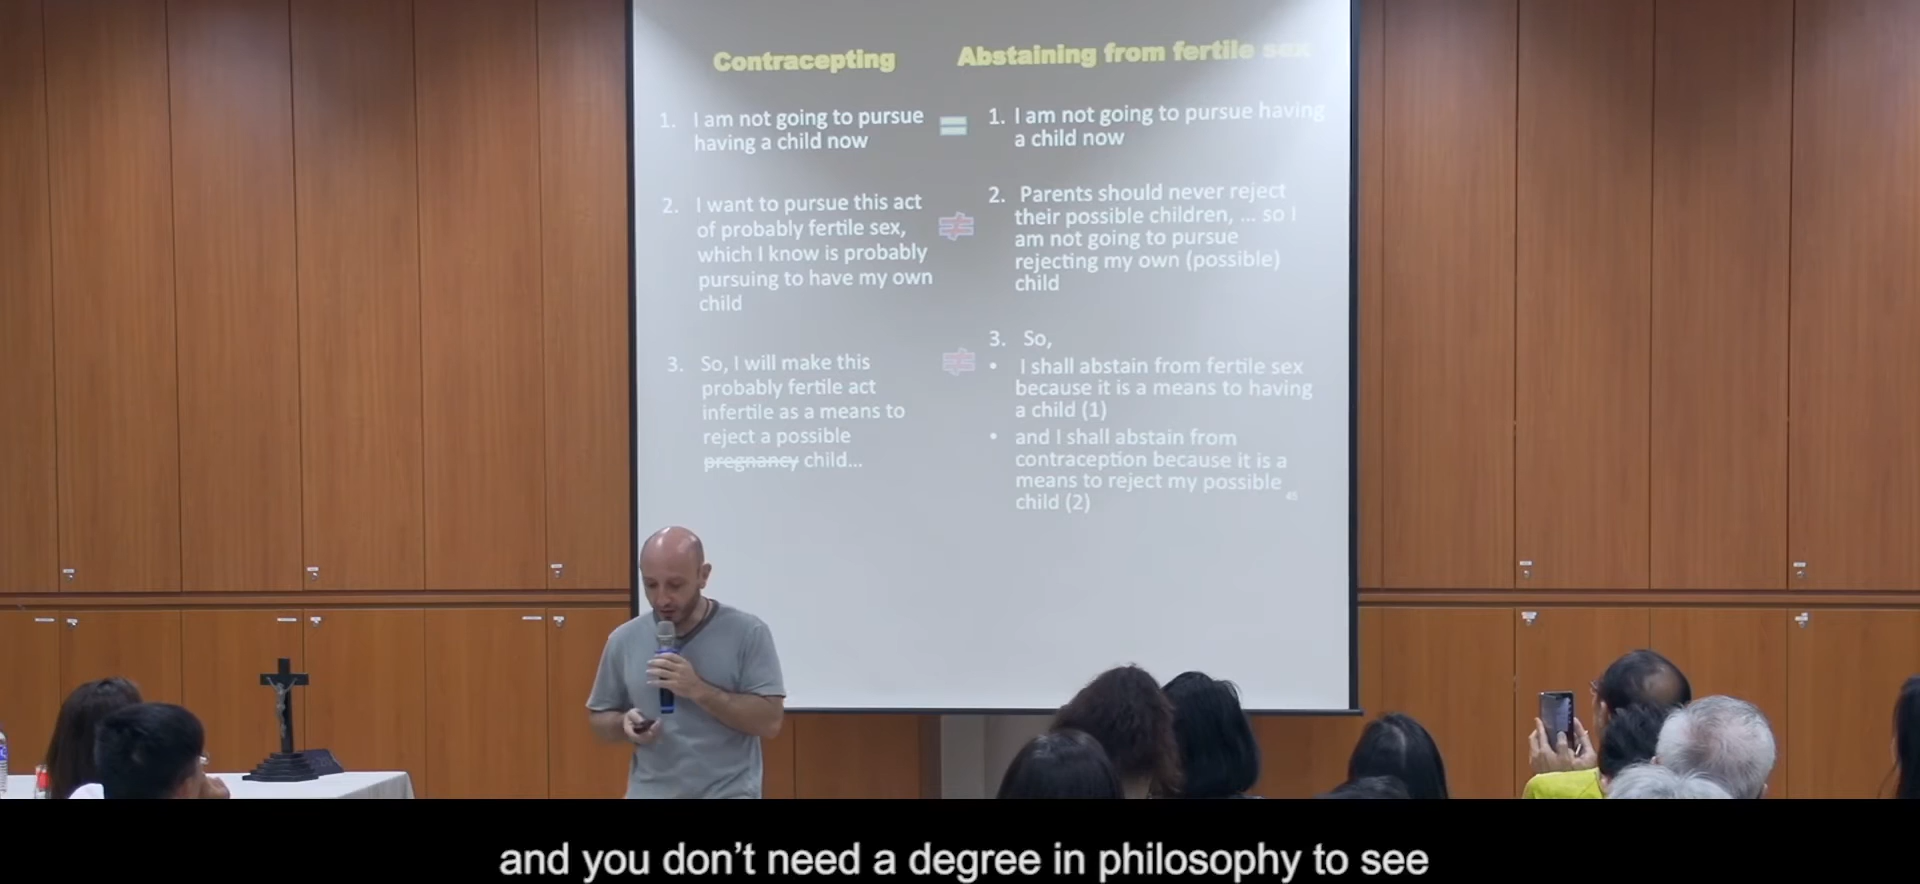 Contracepting
1. I am not going to pursue
having a child now
2. I want to pursue this act
of probably fertile sex,
which I know is probably
pursuing to have my own
child
3. So, I will make this
probably fertile act
infertile as a means to
reject a possible
pregnancy child...
=
≠
≠
Abstaining from fertile sex
1. I am not going to pursue having
a child now
2. Parents should never reject
their possible children, ... so I
am not going to pursue
rejecting my own (possible)
child
3. So,
• I shall abstain from fertile sex
because it is a means to having
a child (1)
• and I shall abstain from
contraception because it is a
means to reject my possible
child (2)
45
and you don't need a degree in philosophy to see